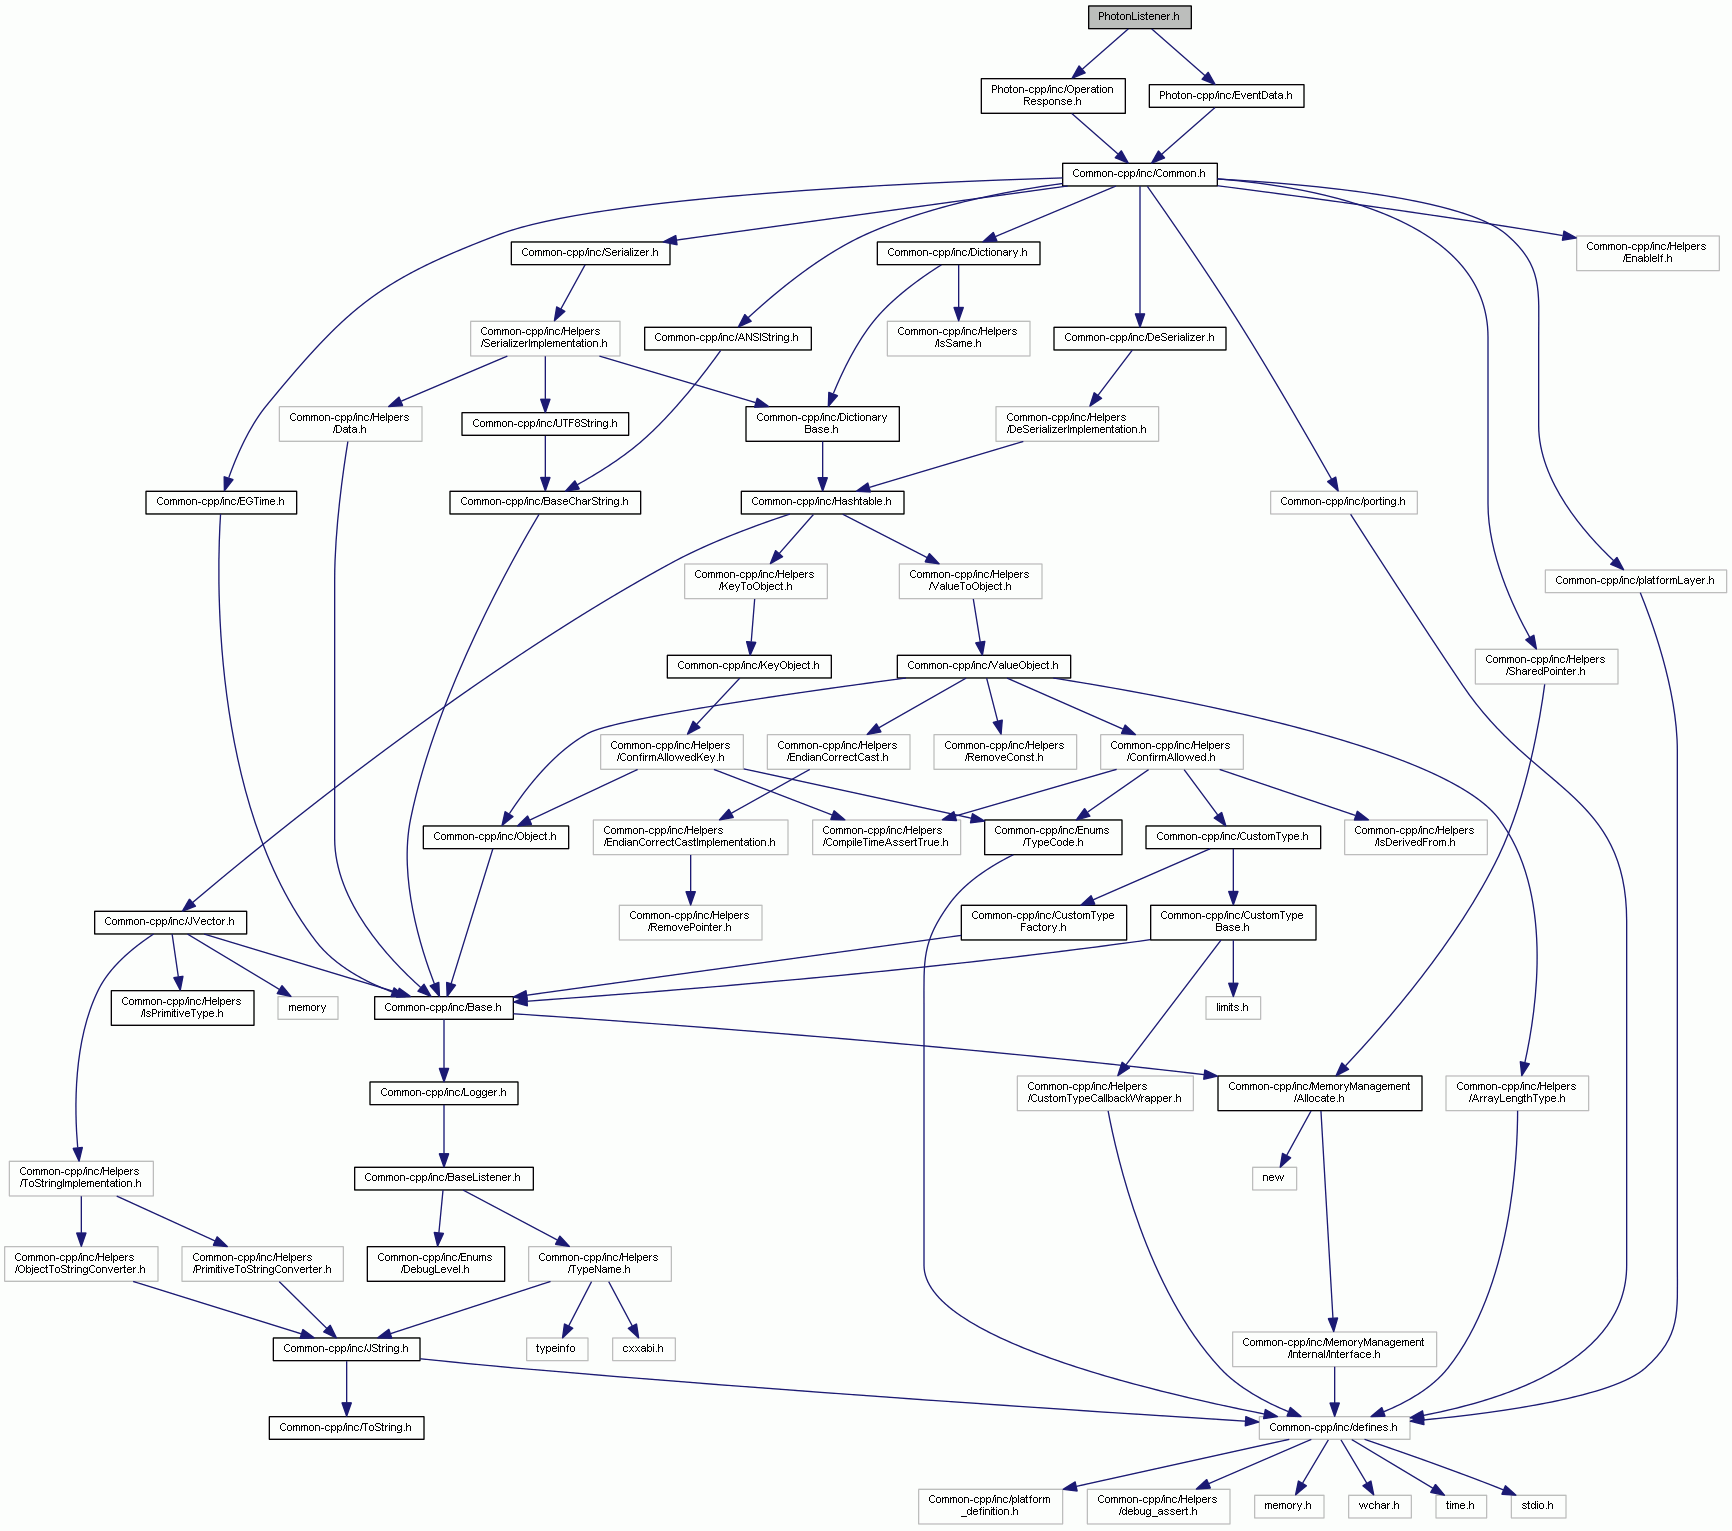 PhotonListener.h
Photon-cpp/inc/Operation
Response.h
Photon-cpp/inc/EventData.h
Common-cpp/inc/Common.h
Common-cpp/inc/Serializer.h
Common-cpp/inc/Dictionary.h
Common-cpp/inc/Helpers
/EnableIf.h
Common-cpp/inc/Helpers
/SerializerImplementation.h
Common-cpp/inc/ANSIString.h
Common-cpp/inc/Helpers
/IsSame.h
Common-cpp/inc/DeSerializer.h
Common-cpp/inc/Helpers
/Data.h
Common-cpp/inc/UTF8String.h
Common-cpp/inc/Dictionary
Base.h
Common-cpp/inc/Helpers
/DeSerializerImplementation.h
Common-cpp/inc/EGTime.h
Common-cpp/inc/BaseCharString.h
Common-cpp/inc/Hashtable.h
Common-cpp/inc/porting.h
Common-cpp/inc/Helpers
/KeyToObject.h
Common-cpp/inc/Helpers
/ValueToObject.h
Common-cpp/inc/platformLayer.h
Common-cpp/inc/KeyObject.h
Common-cpp/inc/ValueObject.h
Common-cpp/inc/Helpers
/SharedPointer.h
Common-cpp/inc/Helpers
/ConfirmAllowedKey.h
Common-cpp/inc/Helpers
/EndianCorrectCast.h
Common-cpp/inc/Helpers
/RemoveConst.h
Common-cpp/inc/Helpers
/ConfirmAllowed.h
Common-cpp/inc/Object.h
Common-cpp/inc/Helpers
/EndianCorrectCastImplementation.h
Common-cpp/inc/Helpers
/CompileTimeAssertTrue.h
Common-cpp/inc/Enums
/TypeCode.h
Common-cpp/inc/CustomType.h
Common-cpp/inc/Helpers
/IsDerivedFrom.h
Common-cpp/inc/JVector.h
Common-cpp/inc/Helpers
/RemovePointer.h
Common-cpp/inc/CustomType
Factory.h
Common-cpp/inc/CustomType
Base.h
Common-cpp/inc/Helpers
/IsPrimitiveType.h
memory
Common-cpp/inc/Base.h
limits.h
Common-cpp/inc/Logger.h
Common-cpp/inc/Helpers
/CustomTypeCallbackWrapper.h
Common-cpp/inc/MemoryManagement
/Allocate.h
Common-cpp/inc/Helpers
/ArrayLengthType.h
Common-cpp/inc/Helpers
/ToStringImplementation.h
Common-cpp/inc/BaseListener.h
new
Common-cpp/inc/Helpers
/ObjectToStringConverter.h
Common-cpp/inc/Helpers
/PrimitiveToStringConverter.h
Common-cpp/inc/Enums
/DebugLevel.h
Common-cpp/inc/Helpers
/TypeName.h
Common-cpp/inc/JString.h
typeinfo
cxxabi.h
Common-cpp/inc/MemoryManagement
/Internal/Interface.h
Common-cpp/inc/ToString.h
Common-cpp/inc/defines.h
Common-cpp/inc/platform
_definition.h
Common-cpp/inc/Helpers
/debug_assert.h
memory.h
wchar.h
time.h
stdio.h